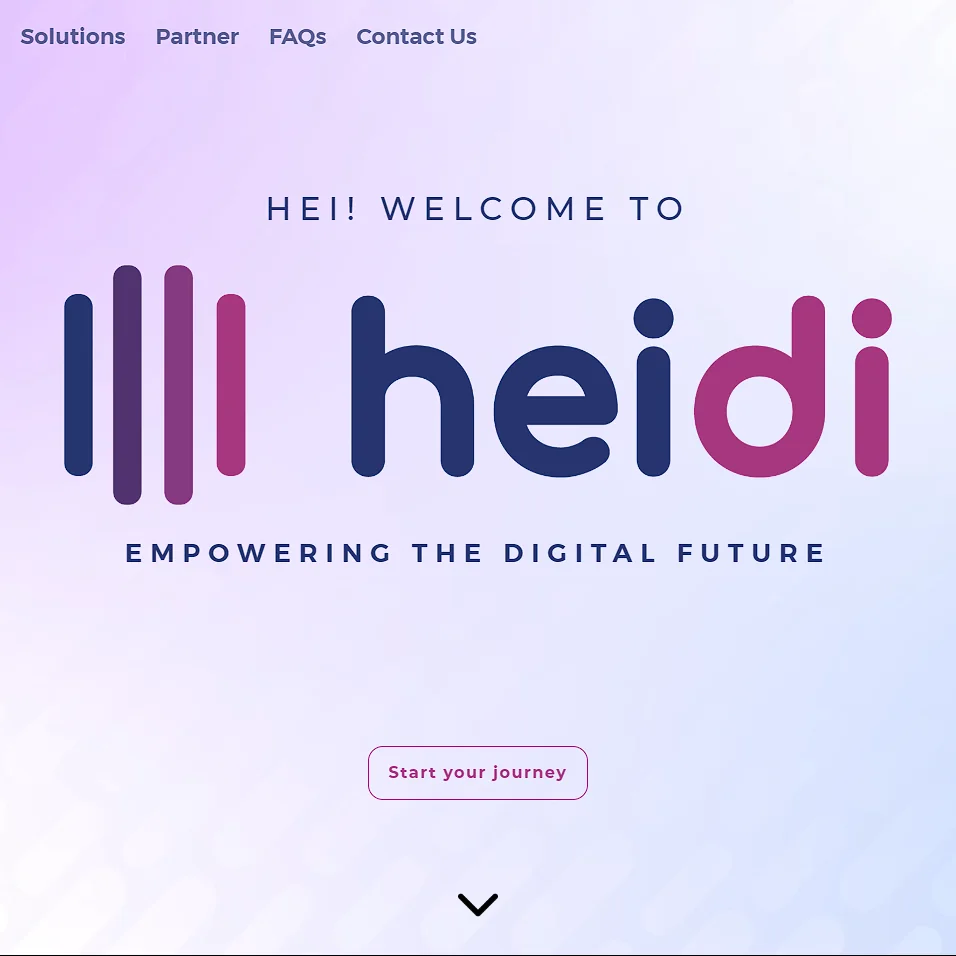 Solutions Partner FAQs Contact Us
HEI! WELCOME TO
heidi
EMPOWERING THE DIGITAL FUTURE
Start your journey